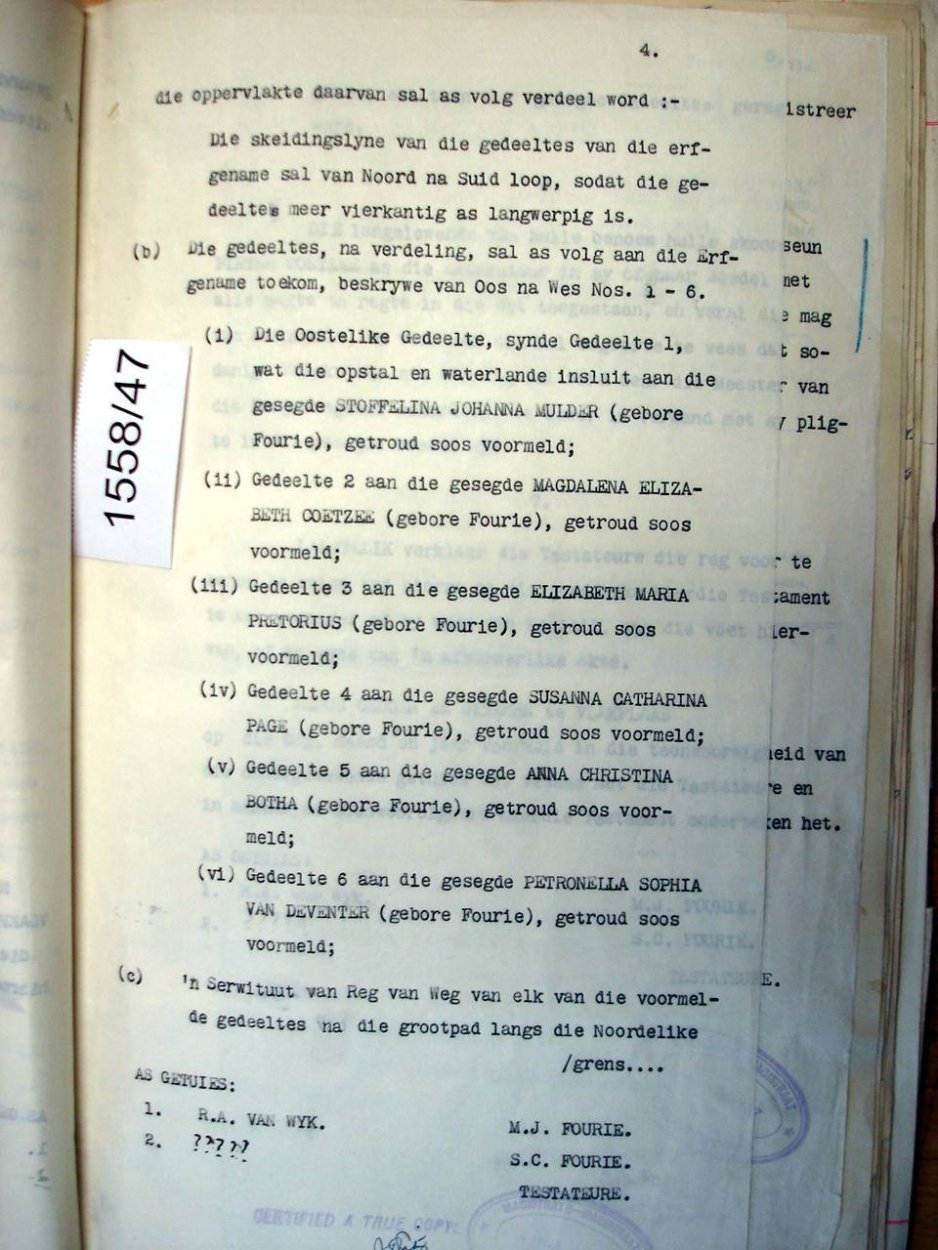 4.
die oppervlakte daarvan sal as volg verdeel word :-
istreer
Die skeidingslyne van die gedeeltes van die erf-
gename sal van Noord na Suid loop, sodat die ge-
deeltes meer vierkantig as langwerpig is.
(b) Die gedeeltes, na verdeling, sal as volg aan die Erf-
seun
gename toekom, beskrywe van Oos na Wes Nos. 1 - 6.
met
e mag
(i) Die Oostelike Gedeelte, synde Gedeelte 1,
t so-
wat die opstal en waterlande insluit aan die
r van
gesegde STOFFELINA JOHANNA MULDER (gebore
y plig-
Fourie), getroud soos voormeld;
(ii) Gedeelte 2 aan die gesegde MAGDALENA ELIZA-
BETH COETZEE (gebore Fourie), getroud soos
voormeld;
r te
(iii) Gedeelte 3 aan die gesegde ELIZABETH MARIA
tament
PRETORIUS (gebore Fourie), getroud soos
ier-
voormeld;
(iv) Gedeelte 4 aan die gesegde SUSANNA CATHARINA
PAGE (gebore Fourie), getroud soos voormeld;
heid van
(v) Gedeelte 5 aan die gesegde ANNA CHRISTINA
re en
BOTHA (gebore Fourie), getroud soos voor-
ken het.
meld;
(vi) Gedeelte 6 aan die gesegde PETRONELLA SOPHIA
VAN DEVENTER (gebore Fourie), getroud soos
voormeld;
E.
(c) 'n Serwituut van Reg van Weg van elk van die voormel-
de gedeeltes na die grootpad langs die Noordelike
/grens....
AS GETUIES:
1. R.A. VAN WYK.
M.J. FOURIE.
2. ?????
S.C. FOURIE.
TESTATEURE.
CERTIFIED A TRUE COPY
1558/47